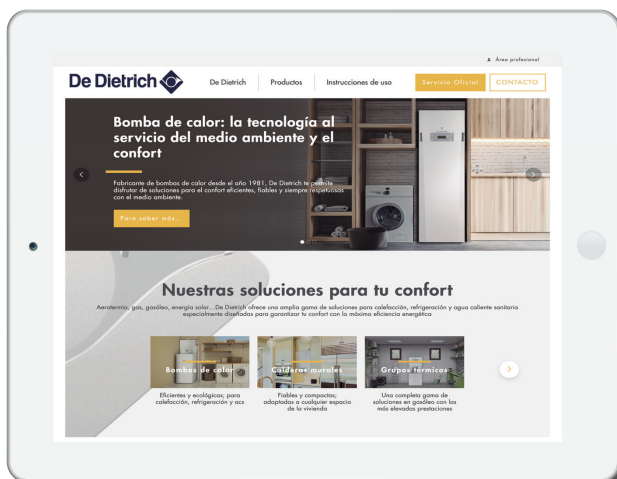 Área profesional
De Dietrich
De Dietrich
Productos
Instrucciones de uso
Servicio Oficial
CONTACTO
Bomba de calor: la tecnología al
servicio del medio ambiente y el
confort
Fabricante de bombas de calor desde el año 1981, De Dietrich te permite
disfrutar de soluciones para el confort eficientes, fiables y siempre respetuosas
con el medio ambiente.
Para saber más...
Nuestras soluciones para tu confort
Aerotermia, gas, gasóleo, energía solar...De Dietrich ofrece una amplia gama de soluciones para calefacción, refrigeración y agua caliente sanitaria
especialmente diseñadas para garantizar tu confort con la máxima eficiencia energética
Bombas de calor
Calderas murales
Grupos térmicos
Eficientes y ecológicas; para
calefacción, refrigeración y acs
Fiables y compactas;
adaptadas a cualquier espacio
de la vivienda
Una completa gama de
soluciones en gasóleo con las
más elevadas prestaciones